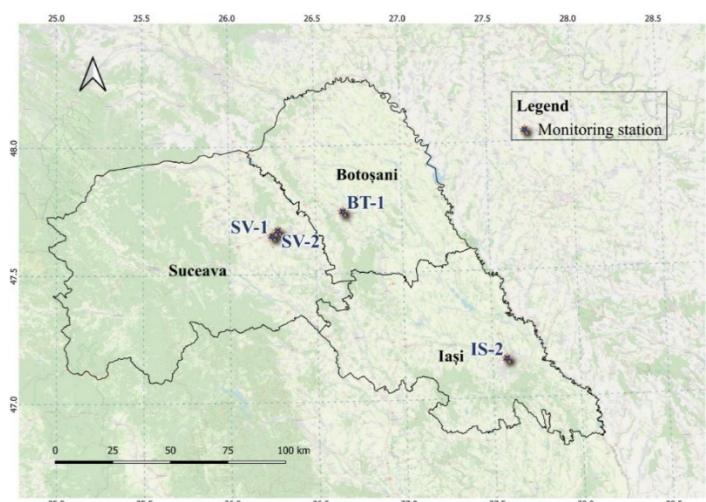 25.0 25.5 26.0 26.5 27.0 27.5 28.0 28.5
Legend
Monitoring station
48.0
Botoșani
BT-1
SV-1
SV-2
47.5
Suceava
IS-2
Iași
47.0
0 25 50 75 100 km